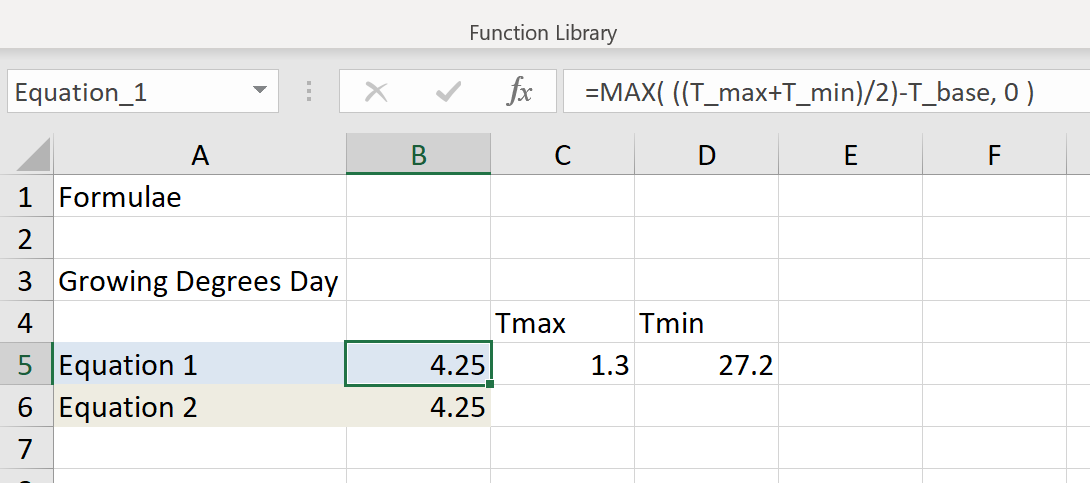 Function Library
Equation_1 fx =MAX( ((T_max+T_min)/2)-T_base, 0 )
A B C D E F
1 Formulae
2
3 Growing Degrees Day
4 Tmax Tmin
5 Equation 1 4.25 1.3 27.2
6 Equation 2 4.25
7